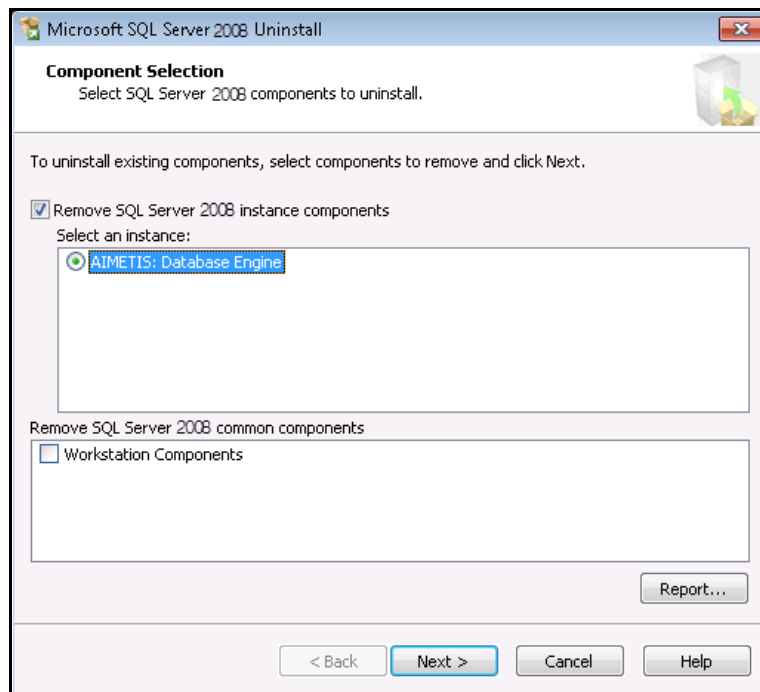 Microsoft SQL Server 2008 Uninstall
Component Selection
Select SQL Server 2008 components to uninstall.
To uninstall existing components, select components to remove and click Next.
Remove SQL Server 2008 instance components
Select an instance:
AIMETIS: Database Engine
Remove SQL Server 2008 common components
Workstation Components
Report...
< Back Next > Cancel Help